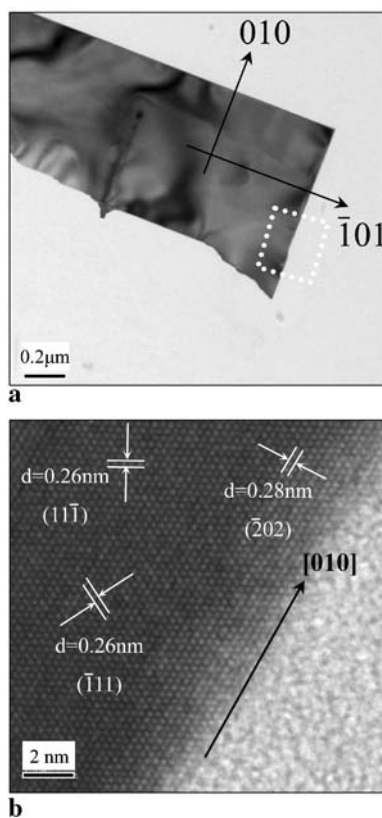 010
1̅01
0.2μm
a
d=0.26nm
(111̅)
d=0.28nm
(2̅02)
[010]
d=0.26nm
(1̅11)
2 nm
b